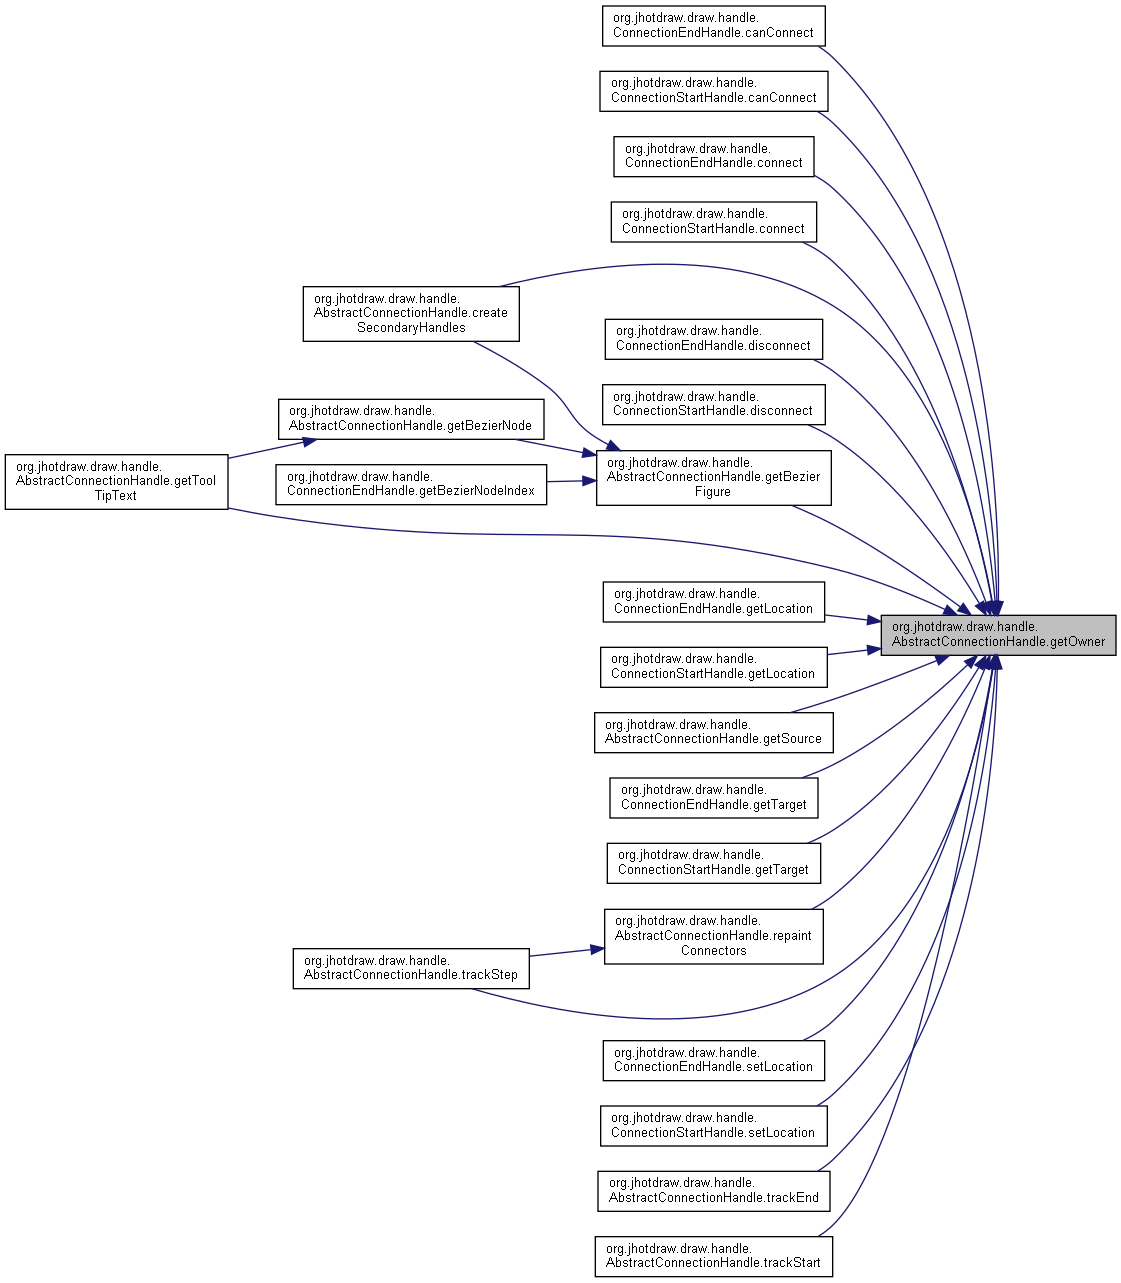 org.jhotdraw.draw.handle.
ConnectionEndHandle.canConnect
org.jhotdraw.draw.handle.
ConnectionStartHandle.canConnect
org.jhotdraw.draw.handle.
ConnectionEndHandle.connect
org.jhotdraw.draw.handle.
ConnectionStartHandle.connect
org.jhotdraw.draw.handle.
AbstractConnectionHandle.create
SecondaryHandles
org.jhotdraw.draw.handle.
ConnectionEndHandle.disconnect
org.jhotdraw.draw.handle.
ConnectionStartHandle.disconnect
org.jhotdraw.draw.handle.
AbstractConnectionHandle.getBezierNode
org.jhotdraw.draw.handle.
AbstractConnectionHandle.getTool
TipText
org.jhotdraw.draw.handle.
ConnectionEndHandle.getBezierNodeIndex
org.jhotdraw.draw.handle.
AbstractConnectionHandle.getBezier
Figure
org.jhotdraw.draw.handle.
ConnectionEndHandle.getLocation
org.jhotdraw.draw.handle.
AbstractConnectionHandle.getOwner
org.jhotdraw.draw.handle.
ConnectionStartHandle.getLocation
org.jhotdraw.draw.handle.
AbstractConnectionHandle.getSource
org.jhotdraw.draw.handle.
ConnectionEndHandle.getTarget
org.jhotdraw.draw.handle.
ConnectionStartHandle.getTarget
org.jhotdraw.draw.handle.
AbstractConnectionHandle.repaint
Connectors
org.jhotdraw.draw.handle.
AbstractConnectionHandle.trackStep
org.jhotdraw.draw.handle.
ConnectionEndHandle.setLocation
org.jhotdraw.draw.handle.
ConnectionStartHandle.setLocation
org.jhotdraw.draw.handle.
AbstractConnectionHandle.trackEnd
org.jhotdraw.draw.handle.
AbstractConnectionHandle.trackStart